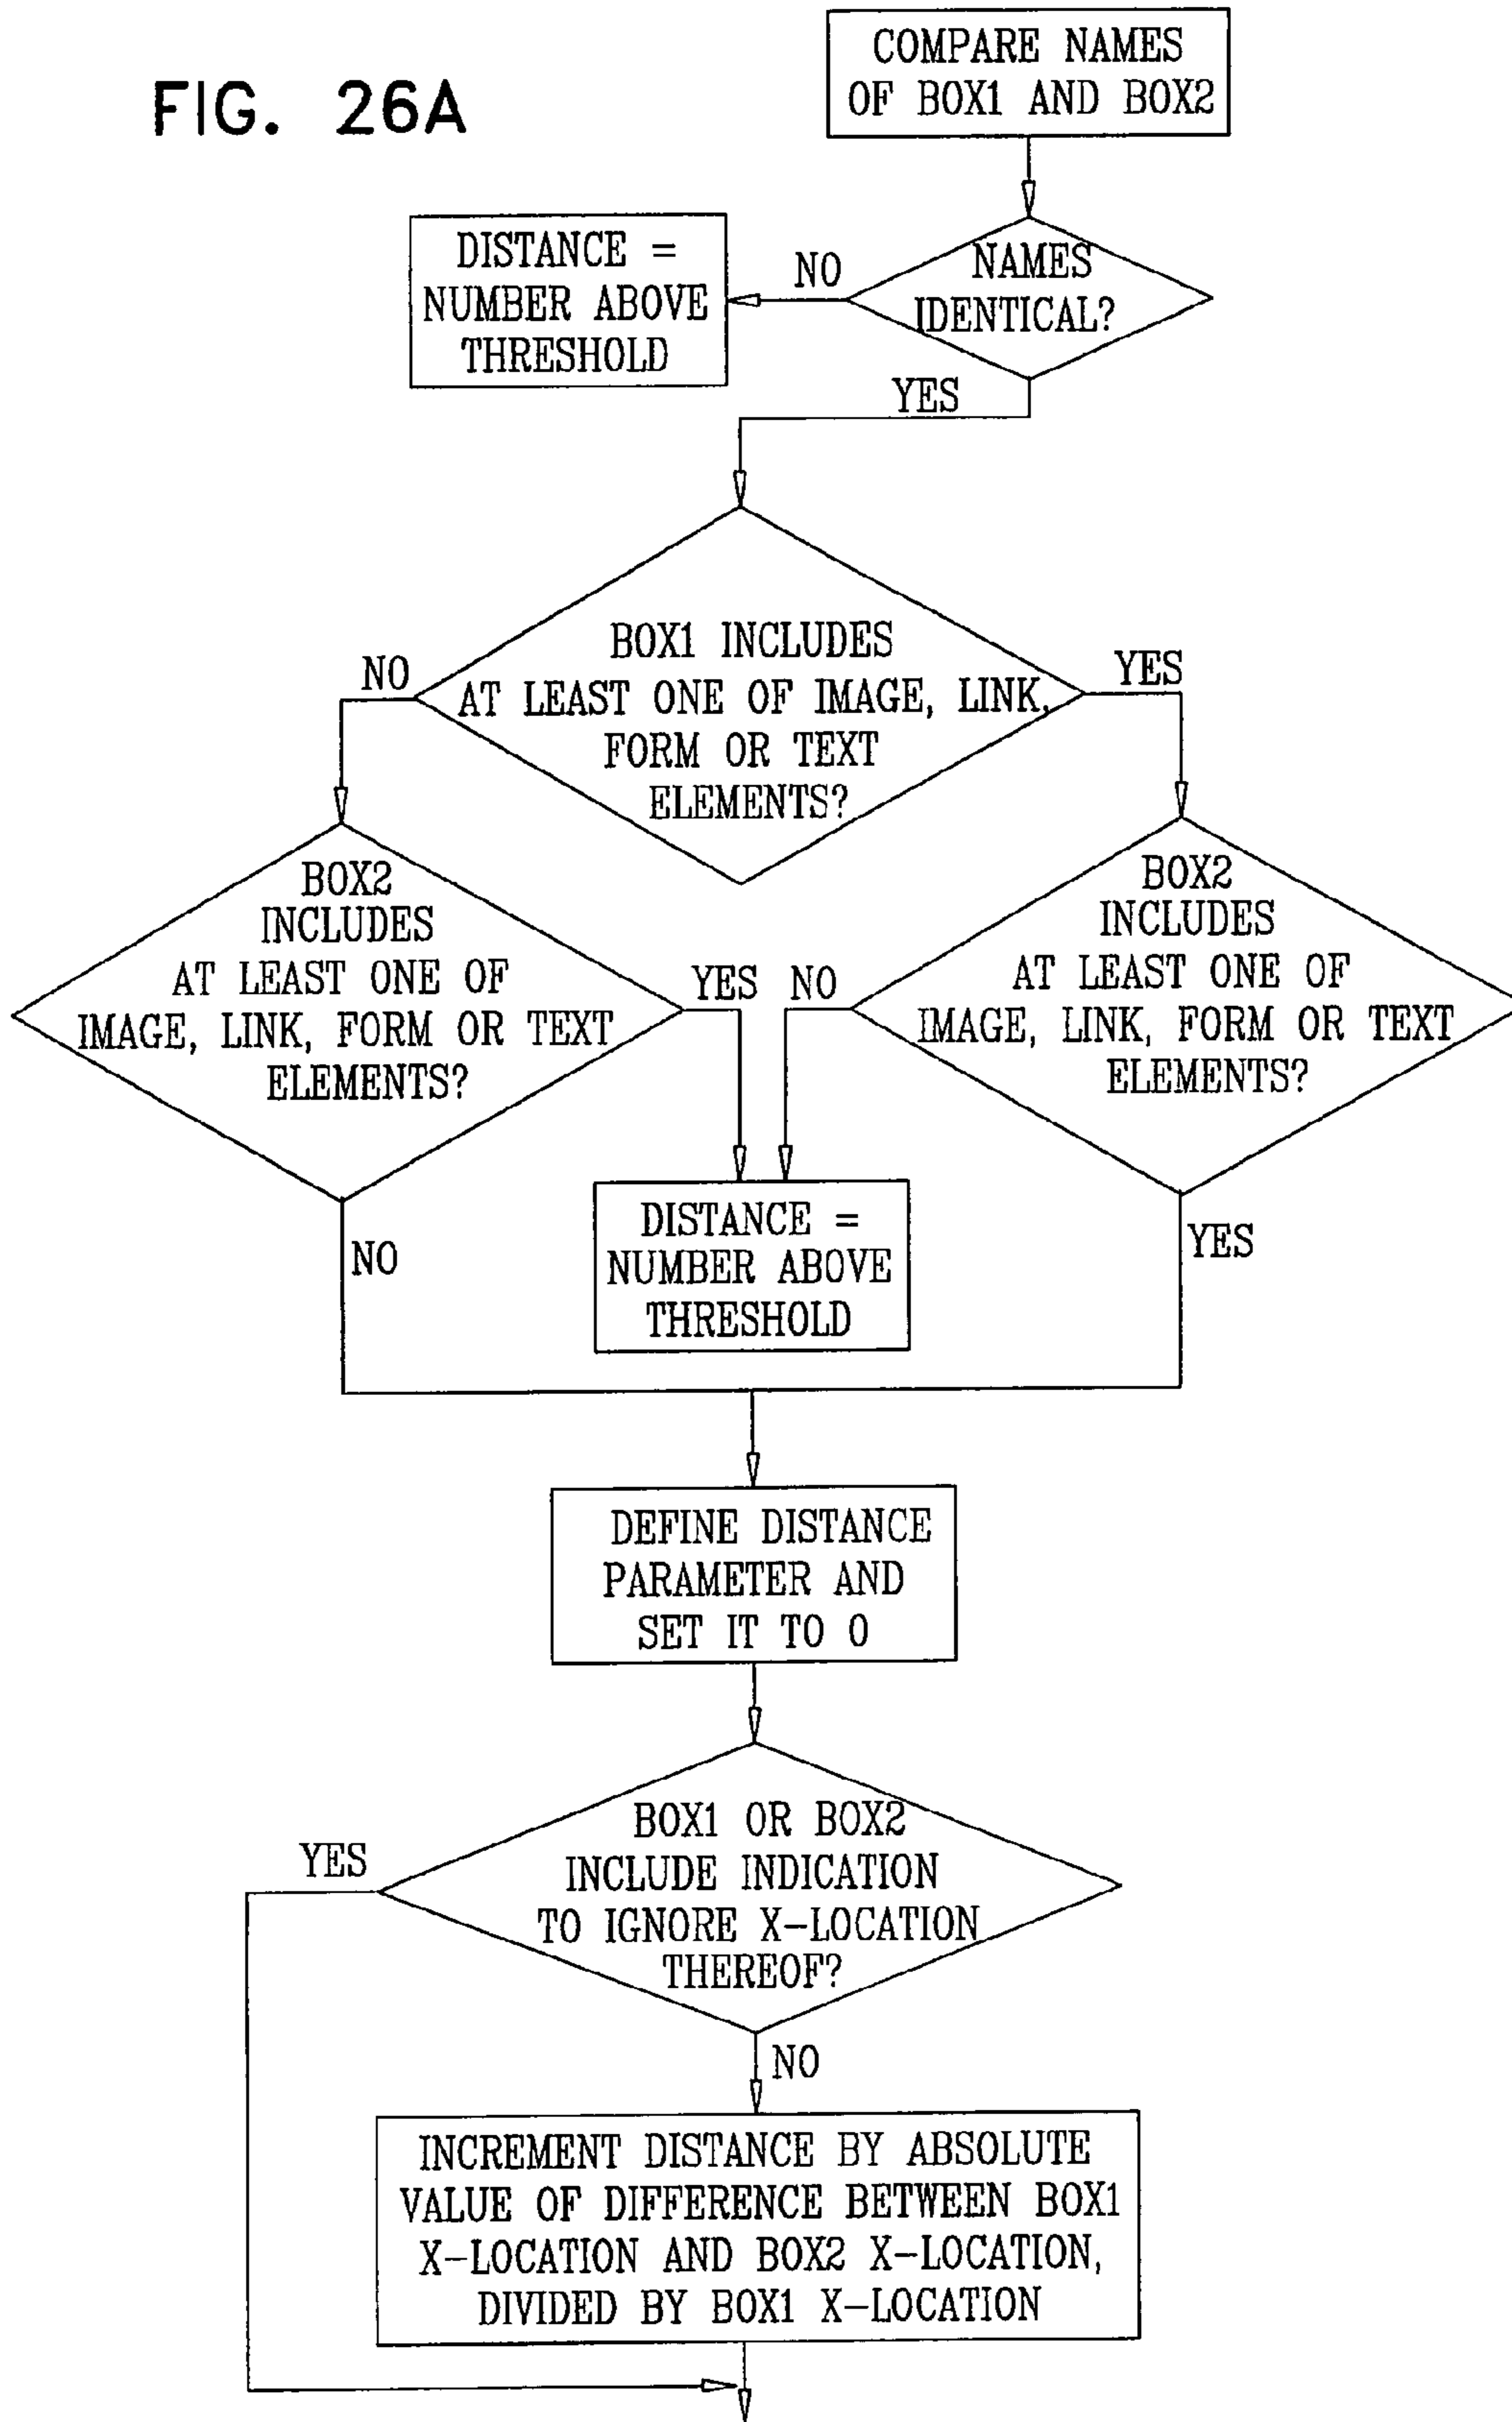 FIG. 26A
COMPARE NAMES
OF BOX1 AND BOX2
NAMES
IDENTICAL?
NO
DISTANCE =
NUMBER ABOVE
THRESHOLD
YES
BOX1 INCLUDES
AT LEAST ONE OF IMAGE, LINK,
FORM OR TEXT
ELEMENTS?
NO
YES
BOX2
INCLUDES
AT LEAST ONE OF
IMAGE, LINK, FORM OR TEXT
ELEMENTS?
YES
NO
BOX2
INCLUDES
AT LEAST ONE OF
IMAGE, LINK, FORM OR TEXT
ELEMENTS?
DISTANCE =
NUMBER ABOVE
THRESHOLD
NO
YES
DEFINE DISTANCE
PARAMETER AND
SET IT TO 0
BOX1 OR BOX2
INCLUDE INDICATION
TO IGNORE X-LOCATION
THEREOF?
YES
NO
INCREMENT DISTANCE BY ABSOLUTE
VALUE OF DIFFERENCE BETWEEN BOX1
X-LOCATION AND BOX2 X-LOCATION,
DIVIDED BY BOX1 X-LOCATION